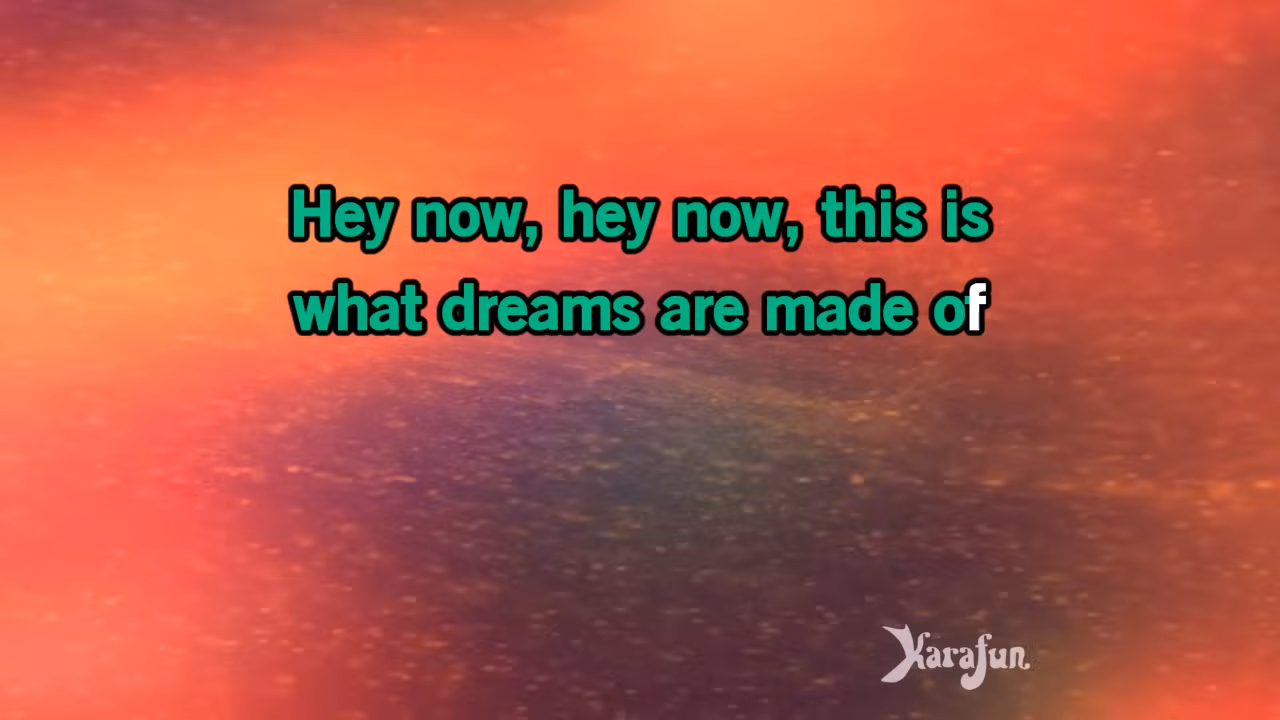 Hey now, hey now, this is
what dreams are made of
Karafun